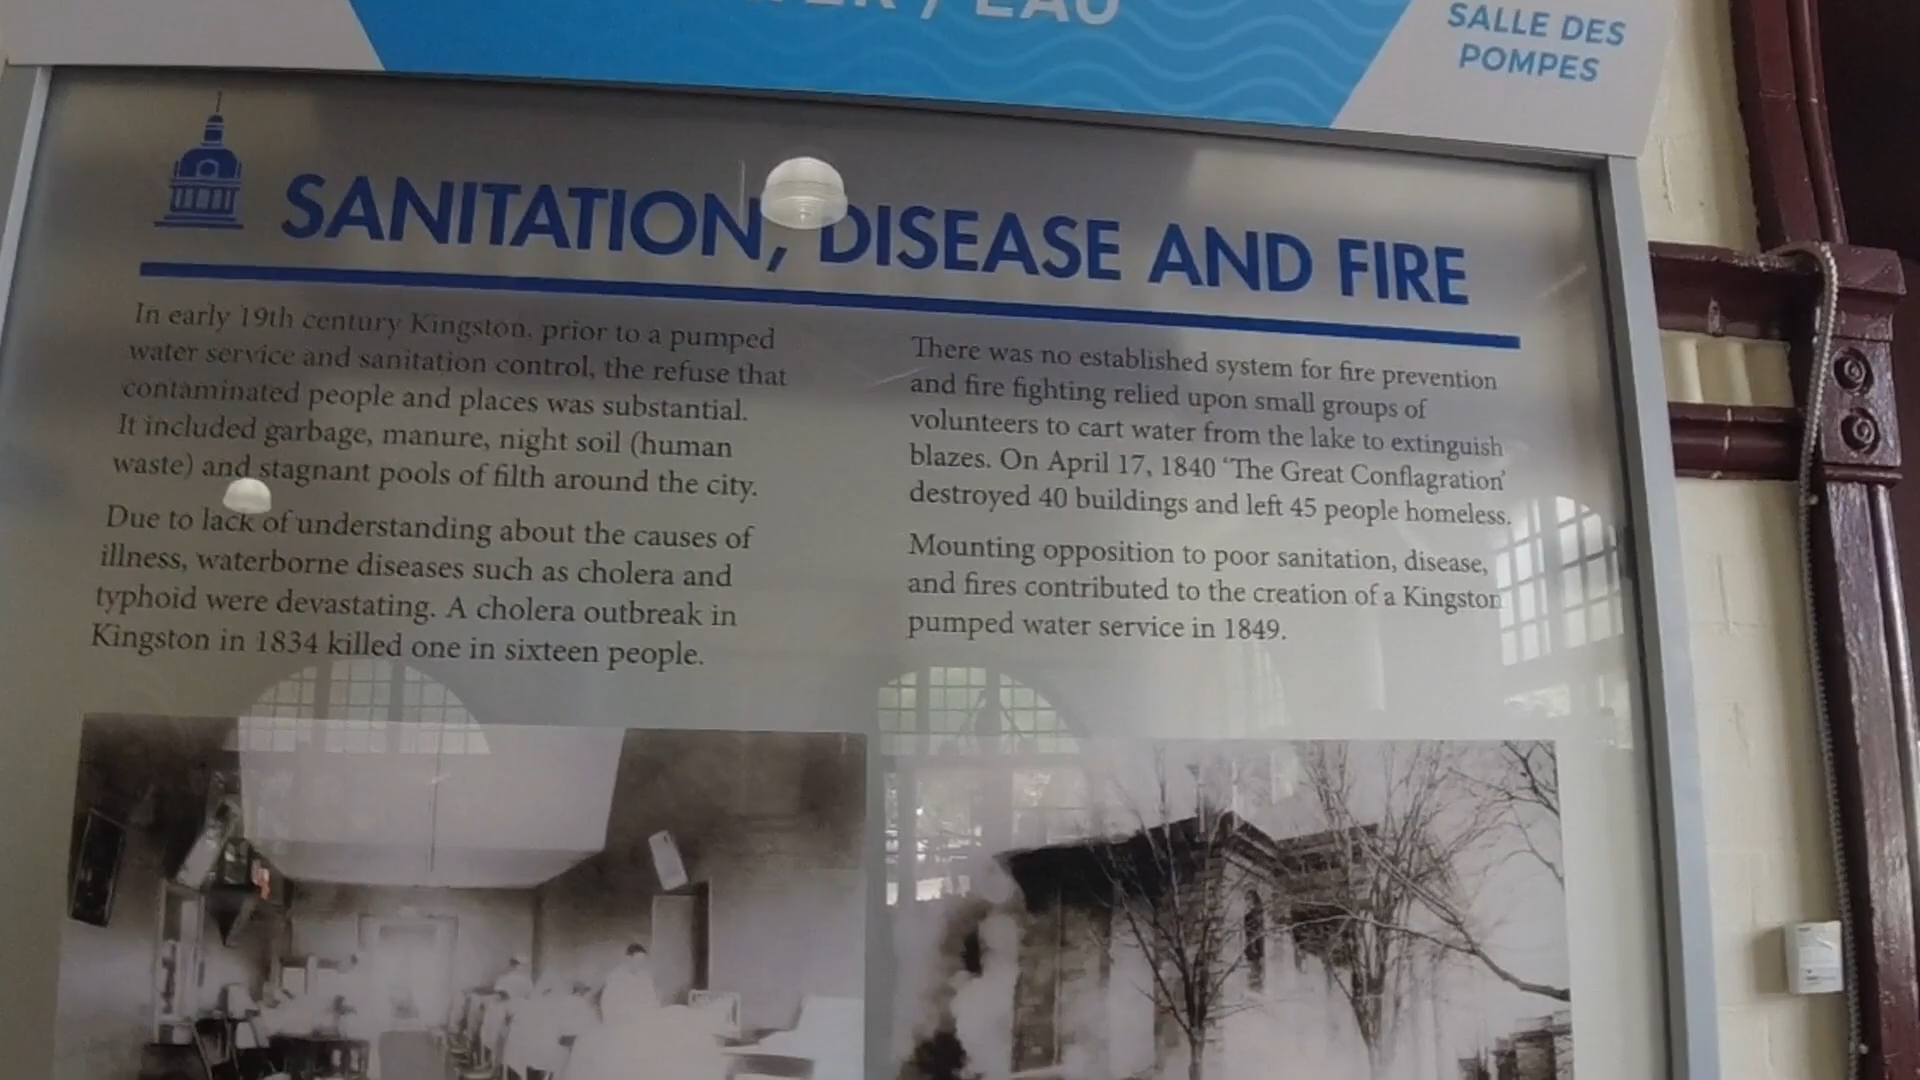 / EAU
SALLE DES
POMPES
SANITATION, DISEASE AND FIRE
In early 19th century Kingston, prior to a pumped
water service and sanitation control, the refuse that
contaminated people and places was substantial.
It included garbage, manure, night soil (human
waste) and stagnant pools of filth around the city.
Due to lack of understanding about the causes of
illness, waterborne diseases such as cholera and
typhoid were devastating. A cholera outbreak in
Kingston in 1834 killed one in sixteen people.
There was no established system for fire prevention
and fire fighting relied upon small groups of
volunteers to cart water from the lake to extinguish
blazes. On April 17, 1840 ‘The Great Conflagration’
destroyed 40 buildings and left 45 people homeless.
Mounting opposition to poor sanitation, disease,
and fires contributed to the creation of a Kingston
pumped water service in 1849.